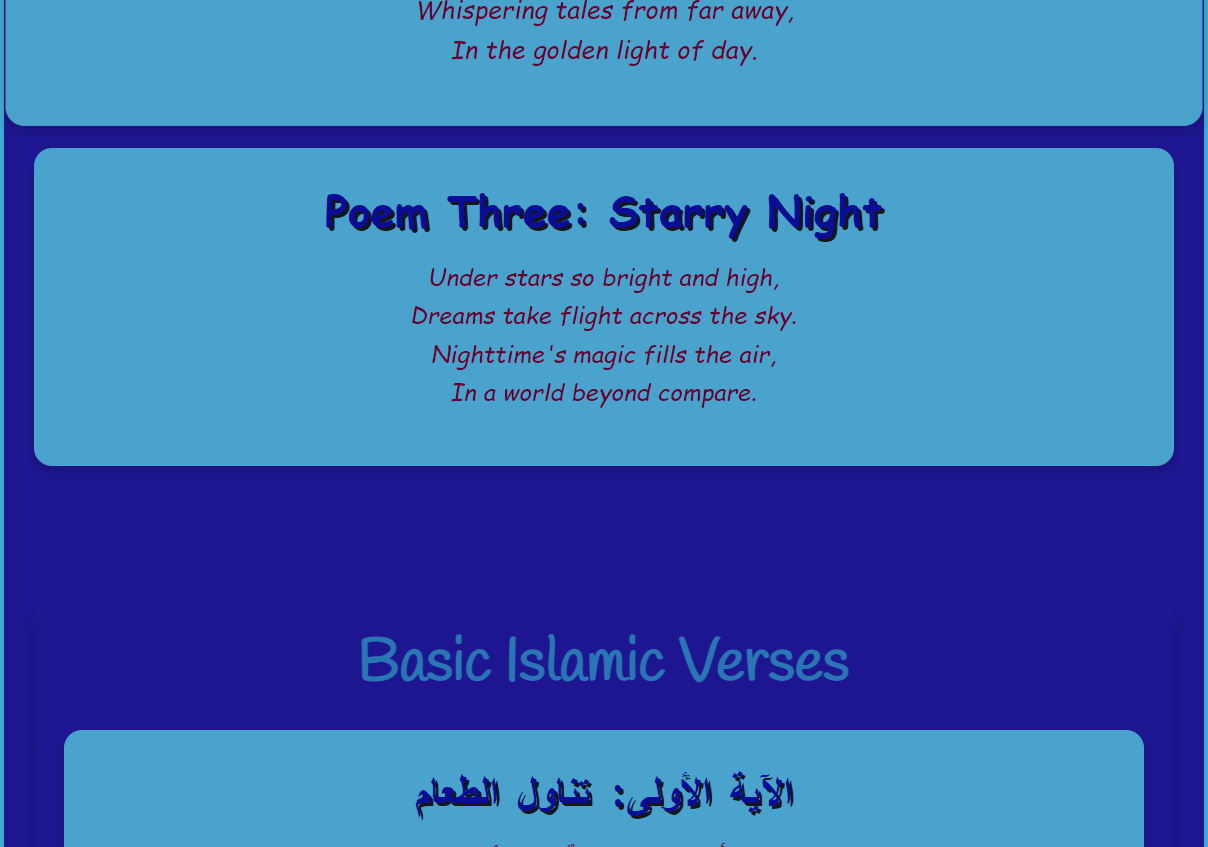 Whispering tales from far away,
In the golden light of day.
Poem Three: Starry Night
Under stars so bright and high,
Dreams take flight across the sky.
Nighttime's magic fills the air,
In a world beyond compare.
Basic Islamic Verses
الآية الأولى: تناول الطعام